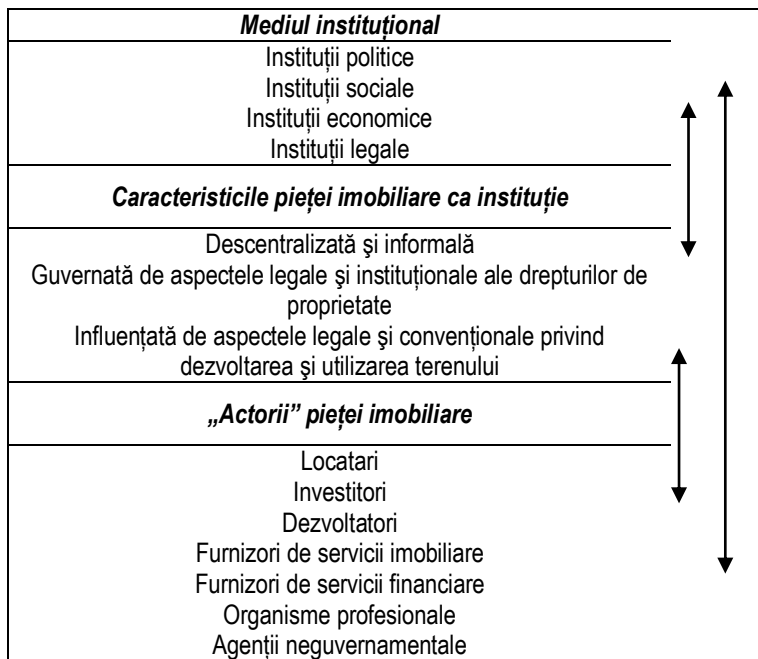 Mediul instituțional
Instituții politice
Instituții sociale
Instituții economice
Instituții legale
Caracteristicile pieței imobiliare ca instituție
Descentralizată şi informală
Guvernată de aspectele legale şi instituționale ale drepturilor de
proprietate
Influențată de aspectele legale şi convenționale privind
dezvoltarea şi utilizarea terenului
„Actorii” pieței imobiliare
Locatari
Investitori
Dezvoltatori
Furnizori de servicii imobiliare
Furnizori de servicii financiare
Organisme profesionale
Agenții neguvernamentale